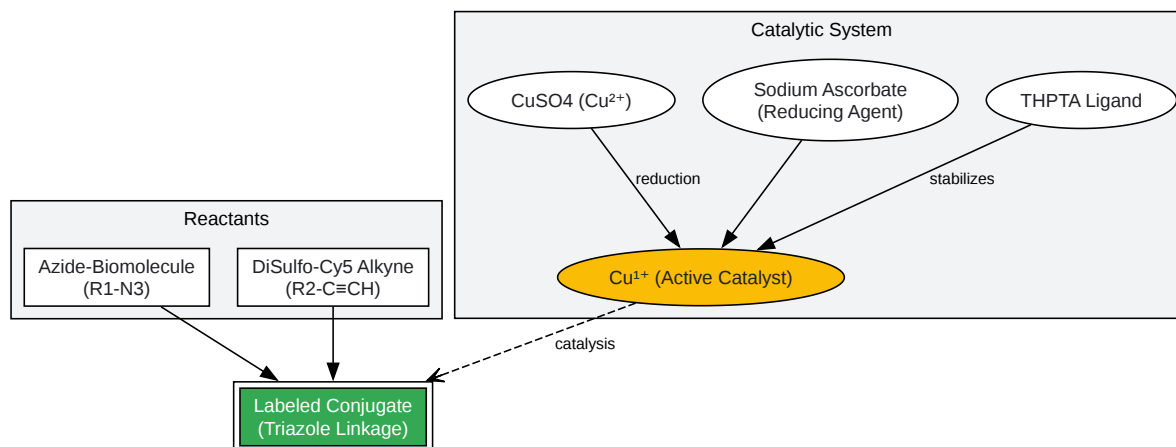 Catalytic System
CuSO4 (Cu²⁺)
Sodium Ascorbate
(Reducing Agent)
THPTA Ligand
reduction
stabilizes
Reactants
Azide-Biomolecule
(R1-N3)
DiSulfo-Cy5 Alkyne
(R2-C≡CH)
Cu¹⁺ (Active Catalyst)
catalysis
Labeled Conjugate
(Triazole Linkage)